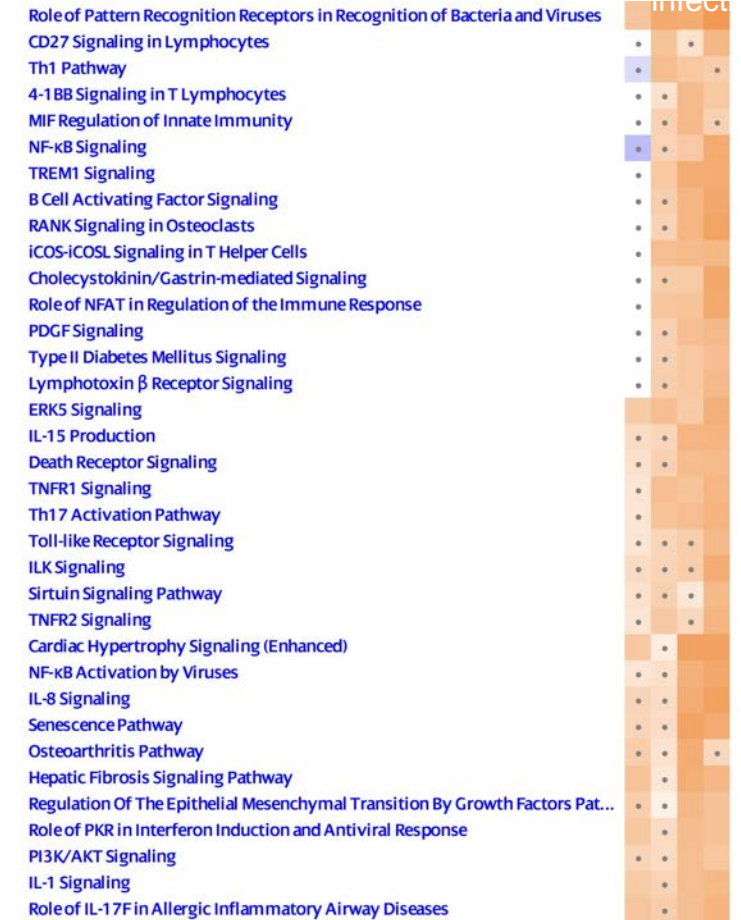 infect
Role of Pattern Recognition Receptors in Recognition of Bacteria and Viruses
CD27 Signaling in Lymphocytes
Th1 Pathway
4-1BB Signaling in T Lymphocytes
MIF Regulation of Innate Immunity
NF-κB Signaling
TREM1 Signaling
B Cell Activating Factor Signaling
RANK Signaling in Osteoclasts
iCOS-iCOSL Signaling in T Helper Cells
Cholecystokinin/Gastrin-mediated Signaling
Role of NFAT in Regulation of the Immune Response
PDGF Signaling
Type II Diabetes Mellitus Signaling
Lymphotoxin β Receptor Signaling
ERK5 Signaling
IL-15 Production
Death Receptor Signaling
TNFR1 Signaling
Th17 Activation Pathway
Toll-like Receptor Signaling
ILK Signaling
Sirtuin Signaling Pathway
TNFR2 Signaling
Cardiac Hypertrophy Signaling (Enhanced)
NF-κB Activation by Viruses
IL-8 Signaling
Senescence Pathway
Osteoarthritis Pathway
Hepatic Fibrosis Signaling Pathway
Regulation Of The Epithelial Mesenchymal Transition By Growth Factors Pat...
Role of PKR in Interferon Induction and Antiviral Response
PI3K/AKT Signaling
IL-1 Signaling
Role of IL-17F in Allergic Inflammatory Airway Diseases